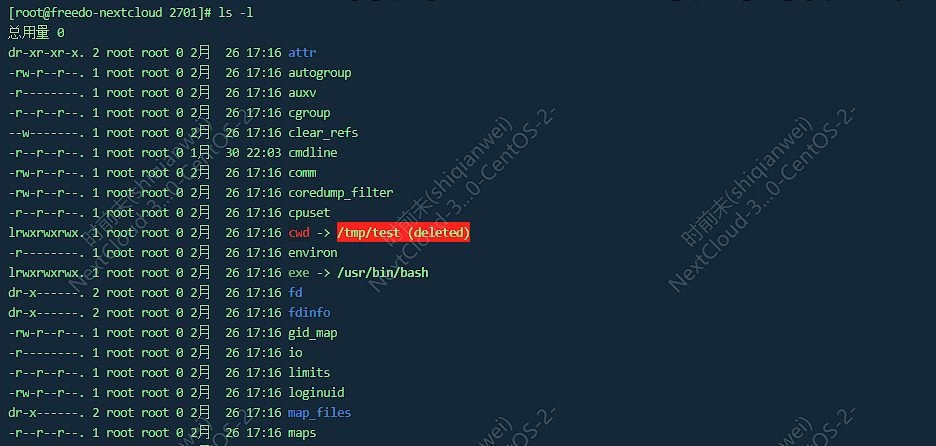 [root@freedo-nextcloud 2701]# ls -l
总用量 0
dr-xr-xr-x. 2 root root 0 2月  26 17:16 attr
-rw-r--r--. 1 root root 0 2月  26 17:16 autogroup
-r--------. 1 root root 0 2月  26 17:16 auxv
-r--r--r--. 1 root root 0 2月  26 17:16 cgroup
--w-------. 1 root root 0 2月  26 17:16 clear_refs
-r--r--r--. 1 root root 0 1月  30 22:03 cmdline
-rw-r--r--. 1 root root 0 2月  26 17:16 comm
-rw-r--r--. 1 root root 0 2月  26 17:16 coredump_filter
-r--r--r--. 1 root root 0 2月  26 17:16 cpuset
lrwxrwxrwx. 1 root root 0 2月  26 17:16 cwd -> /tmp/test (deleted)
-r--------. 1 root root 0 2月  26 17:16 environ
lrwxrwxrwx. 1 root root 0 2月  26 17:16 exe -> /usr/bin/bash
dr-x------. 2 root root 0 2月  26 17:16 fd
dr-x------. 2 root root 0 2月  26 17:16 fdinfo
-rw-r--r--. 1 root root 0 2月  26 17:16 gid_map
-r--------. 1 root root 0 2月  26 17:16 io
-r--r--r--. 1 root root 0 2月  26 17:16 limits
-rw-r--r--. 1 root root 0 2月  26 17:16 loginuid
dr-x------. 2 root root 0 2月  26 17:16 map_files
-r--r--r--. 1 root root 0 2月  26 17:16 maps
时前末(shiqianwei)
NextCloud-3...0-CentOS-2-
时前末(shiqianwei)
NextCloud-3...0-CentOS-2-
时前末(shiqianwei)
NextCloud-3...0-CentOS-2-